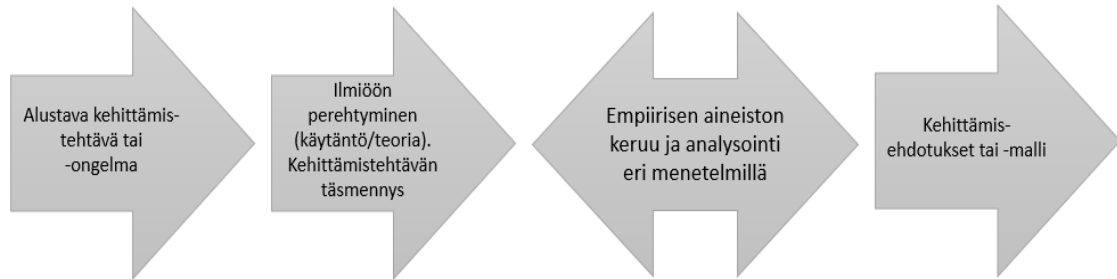 Alustava kehittämis-
tehtävä tai
-ongelma
Ilmiöön
perehtyminen
(käytäntö/teoria).
Kehittämistehtävän
täsmennys
Empiirisen aineiston
keruu ja analysointi
eri menetelmillä
Kehittämis-
ehdotukset tai -malli